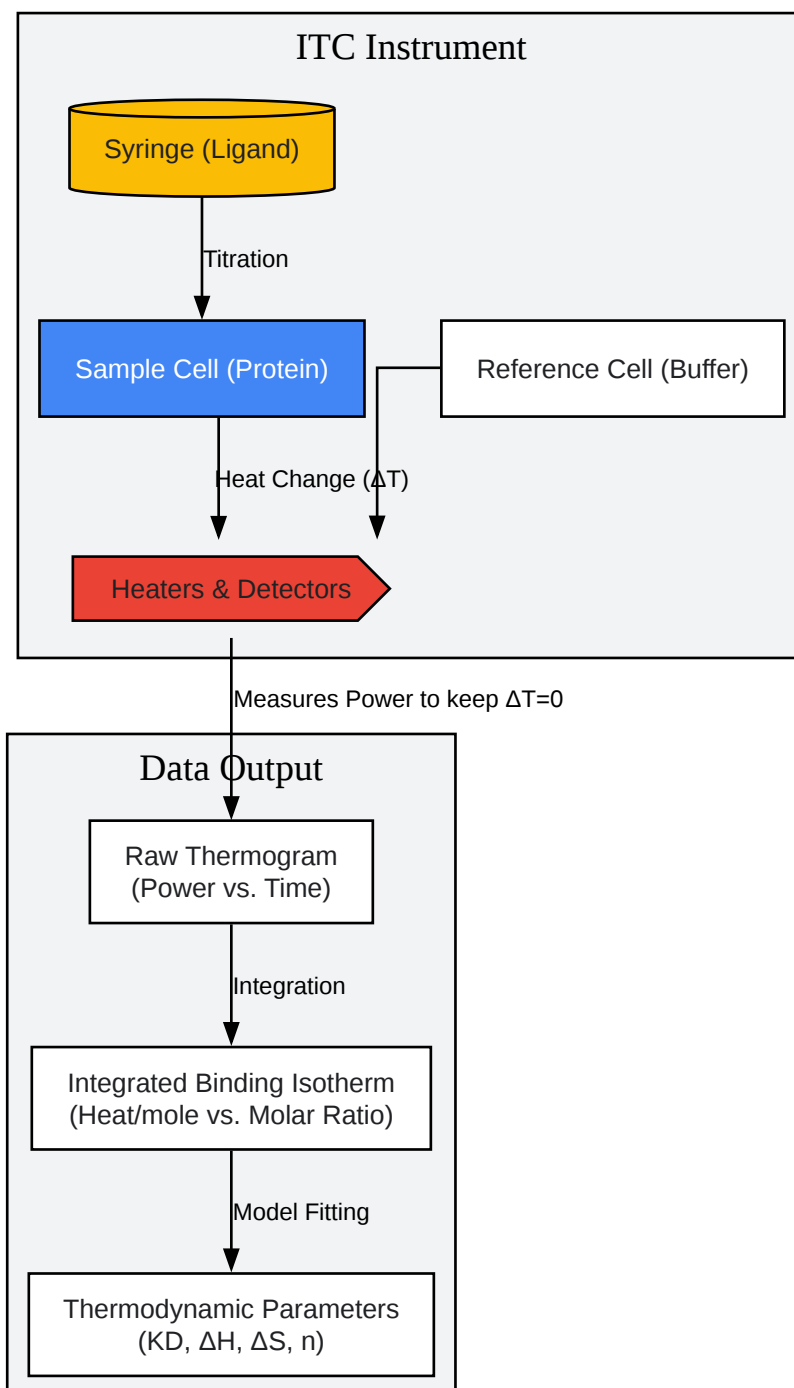 ITC Instrument
Syringe (Ligand)
Titration
Sample Cell (Protein)
Reference Cell (Buffer)
Heat Change (ΔT)
Heaters & Detectors
Measures Power to keep ΔT=0
Data Output
Raw Thermogram
(Power vs. Time)
Integration
Integrated Binding Isotherm
(Heat/mole vs. Molar Ratio)
Model Fitting
Thermodynamic Parameters
(KD, ΔH, ΔS, n)